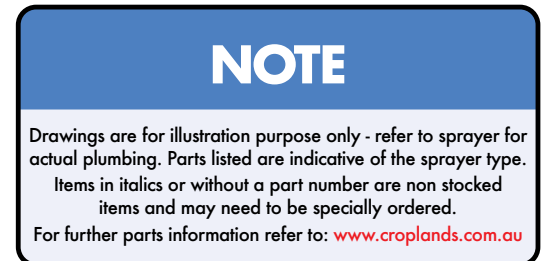 NOTE
Drawings are for illustration purpose only - refer to sprayer for
actual plumbing. Parts listed are indicative of the sprayer type.
Items in italics or without a part number are non stocked
items and may need to be specially ordered.
For further parts information refer to: www.croplands.com.au